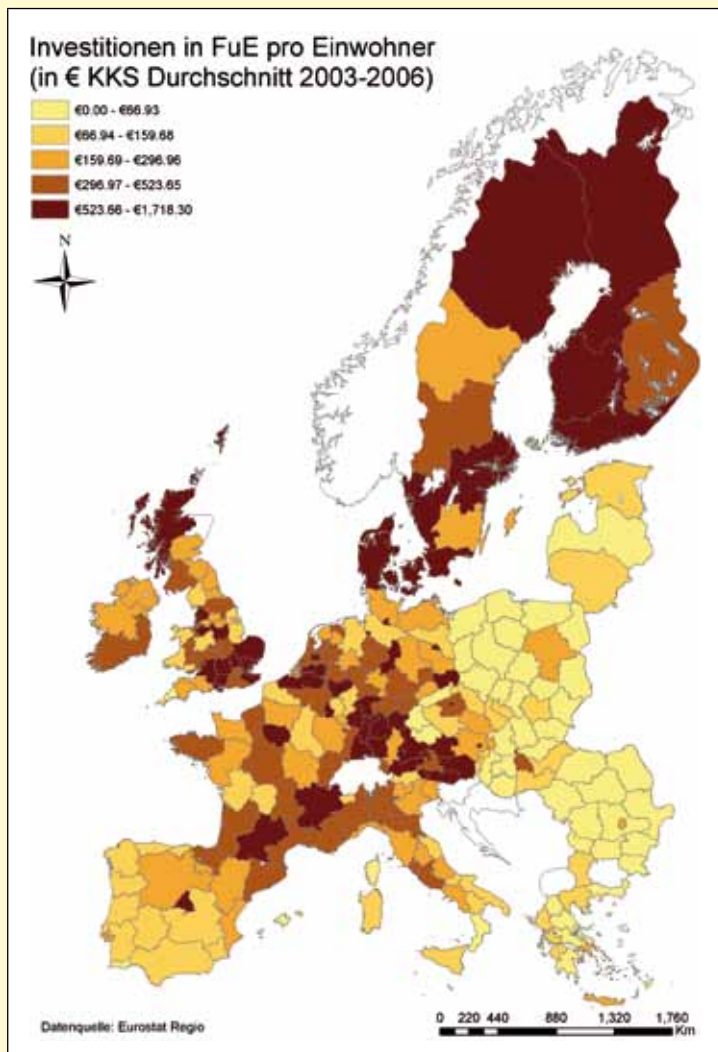 Investitionen in FuE pro Einwohner
(in € KKS Durchschnitt 2003-2006)
€0.00 - €66.93
€66.94 - €159.68
€159.69 - €296.96
€296.97 - €523.65
€523.66 - €1,718.30
N
Datenquelle: Eurostat Regio
0 220 440 880 1,320 1,760
Km